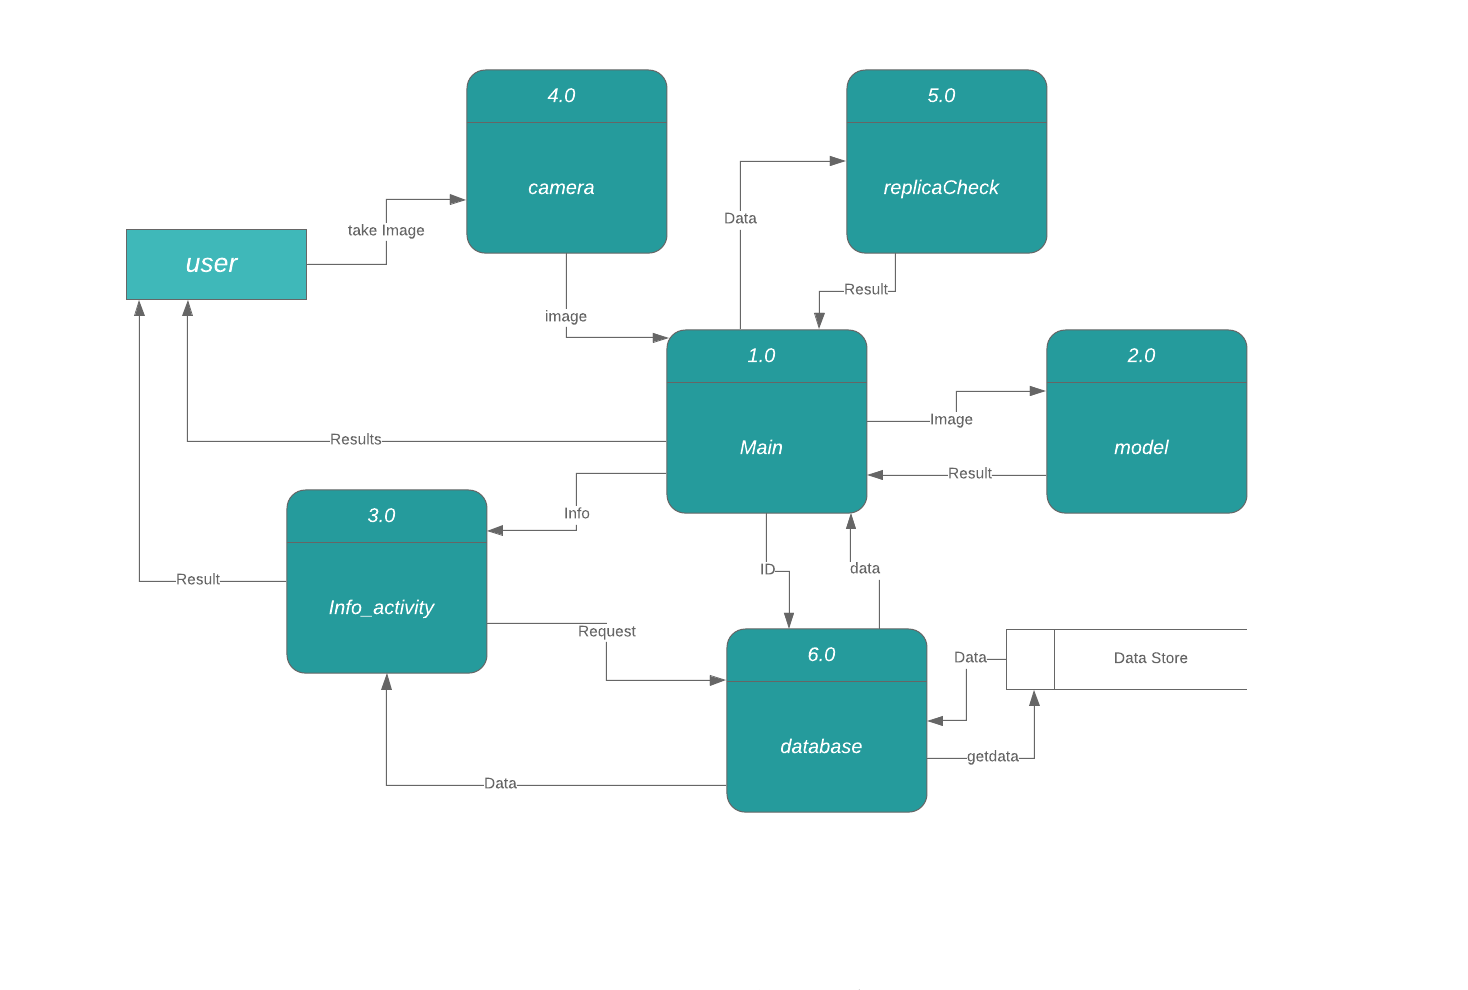 4.0
5.0
camera
replicaCheck
Data
take Image
user
Result
image
1.0
2.0
Image
Results
Main
model
Result
Info
3.0
ID
data
Result
Info_activity
Request
6.0
Data
Data Store
database
getdata
Data